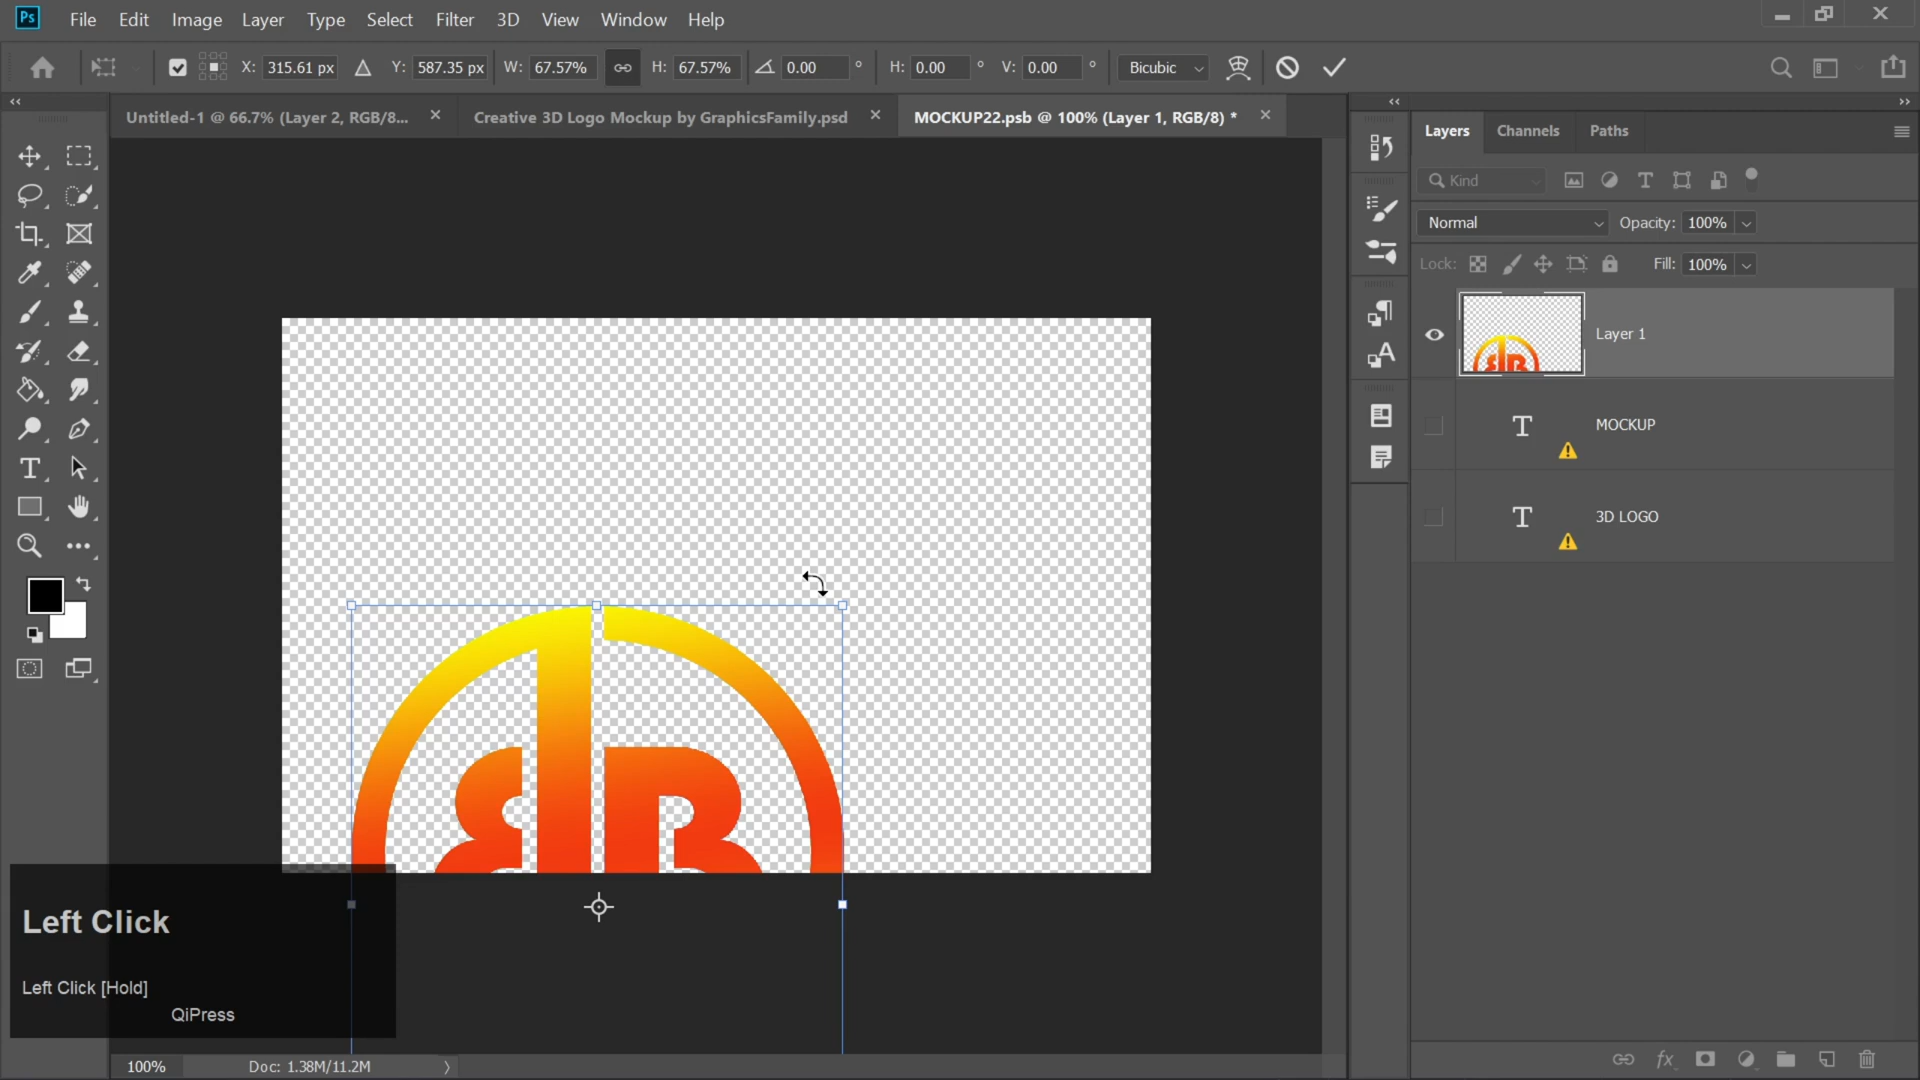 Ps File Edit Image Layer Type Select Filter 3D View Window Help
X: 315.61 px Y: 587.35 px W: 67.57% H: 67.57% 0.00 ° H: 0.00 ° V: 0.00 ° Bicubic
Untitled-1 @ 66.7% (Layer 2, RGB/8... Creative 3D Logo Mockup by GraphicsFamily.psd MOCKUP22.psb @ 100% (Layer 1, RGB/8) *
Layers Channels Paths
Kind
Normal Opacity: 100%
Lock: Fill: 100%
Layer 1
MOCKUP
3D LOGO
Left Click
Left Click [Hold]
QiPress
100% Doc: 1.38M/11.2M